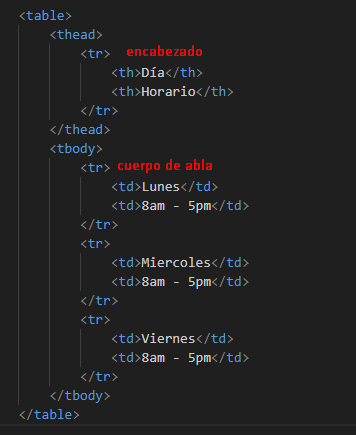 <table>
<thead>
<tr> encabezado
<th>Día</th>
<th>Horario</th>
</tr>
</thead>
<tbody>
<tr> cuerpo de abla
<td>Lunes</td>
<td>8am - 5pm</td>
</tr>
<tr>
<td>Miercoles</td>
<td>8am - 5pm</td>
</tr>
<tr>
<td>Viernes</td>
<td>8am - 5pm</td>
</tr>
</tbody>
</table>